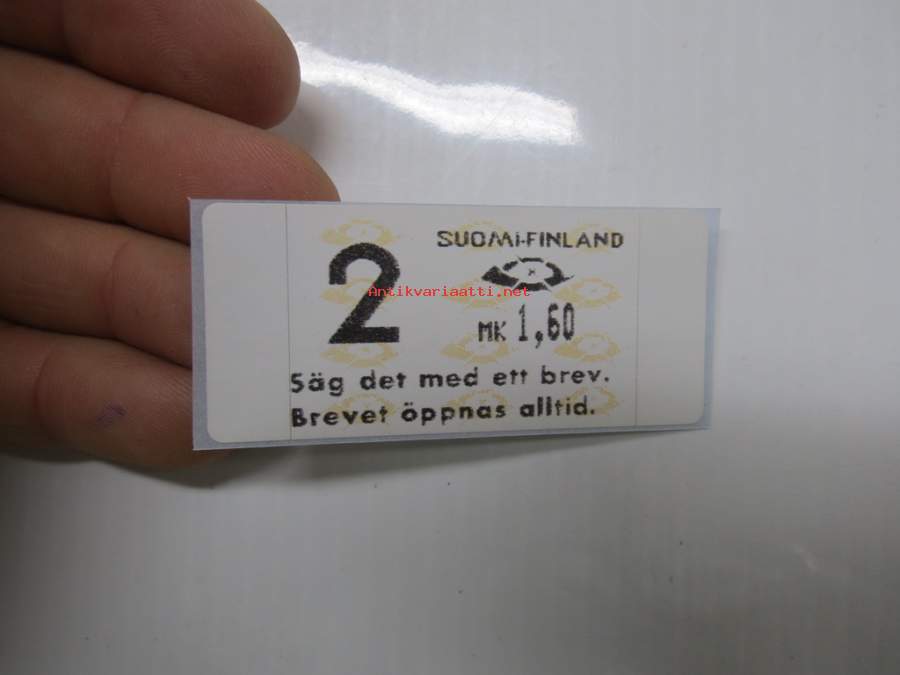 SUOMI-FINLAND
2
Antikvariaatti.net
MK 1,60
Säg det med ett brev.
Brevet öppnas alltid.